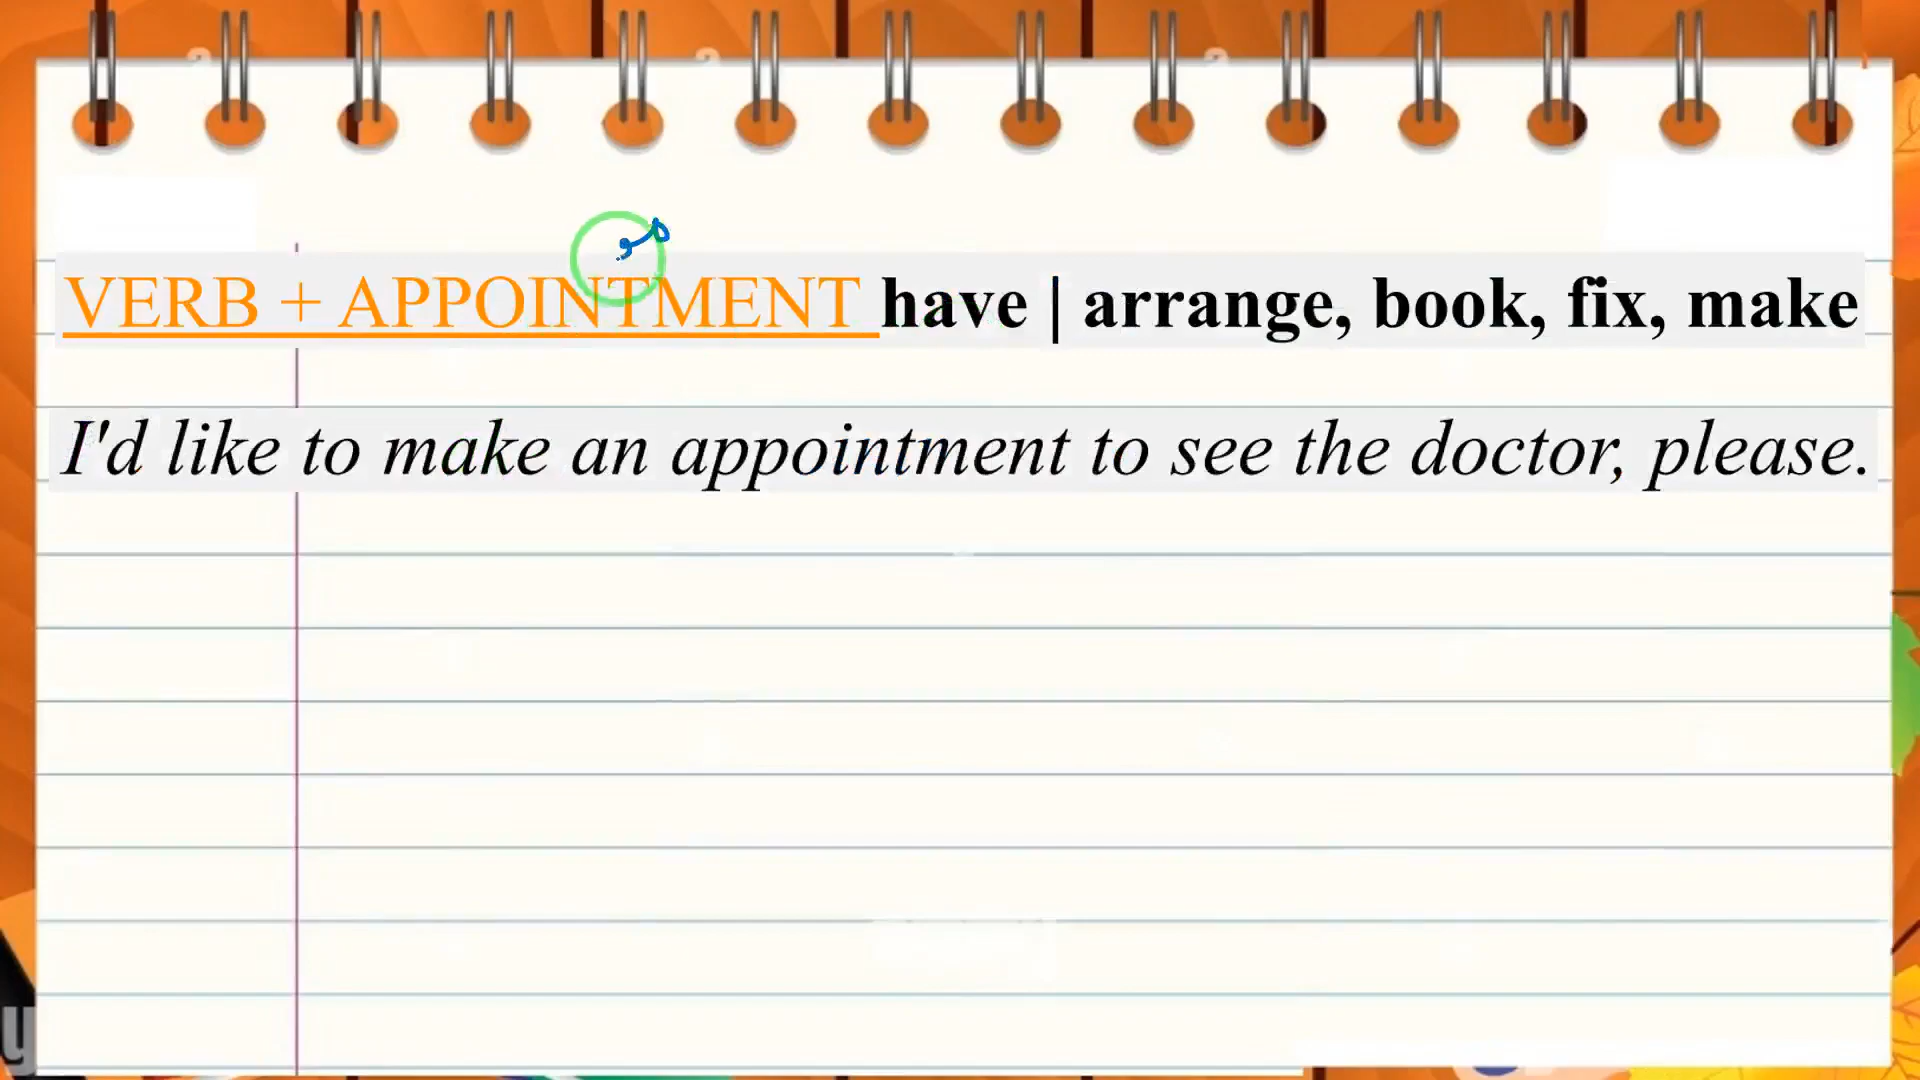 VERB + APPOINTMENT have | arrange, book, fix, make
I'd like to make an appointment to see the doctor, please.